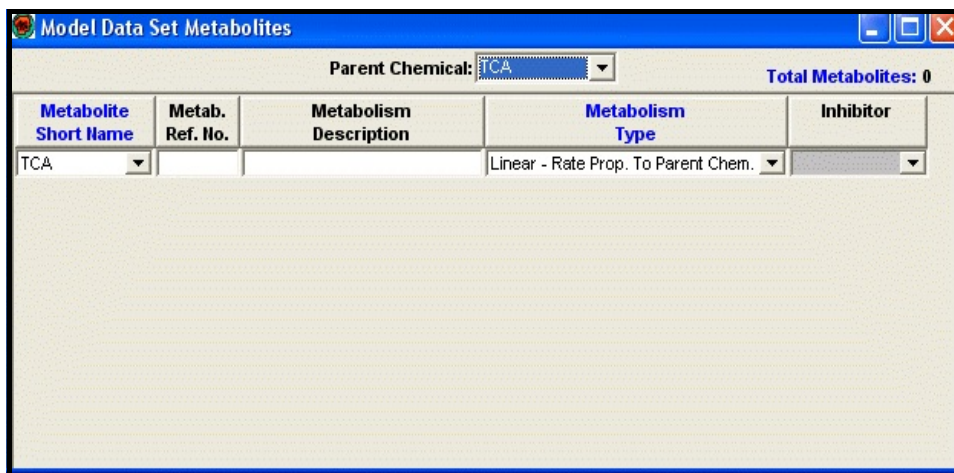 Model Data Set Metabolites
Parent Chemical: TCA
Total Metabolites: 0
Metabolite Short Name
Metab. Ref. No.
Metabolism Description
Metabolism Type
Inhibitor
TCA
Linear - Rate Prop. To Parent Chem.